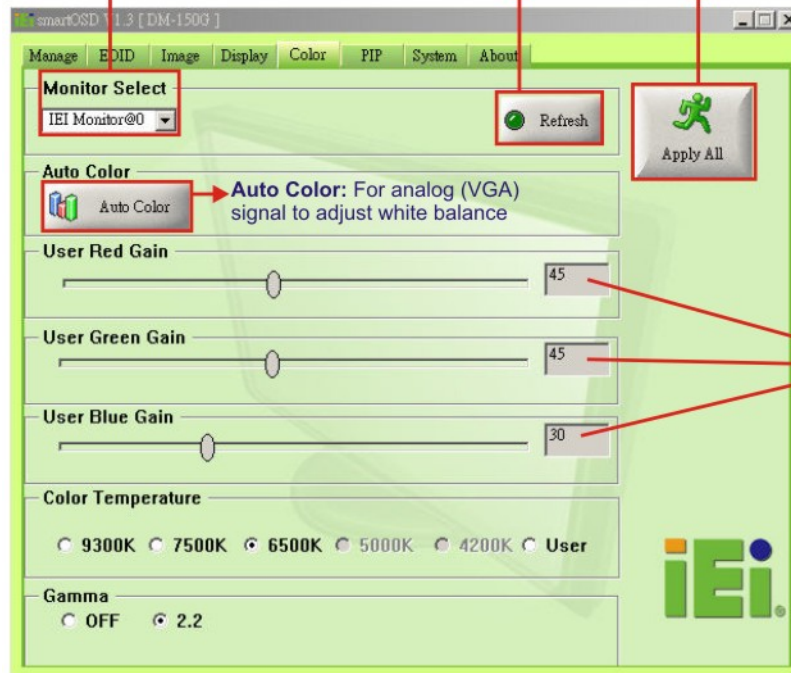 smartOSD V1.3 [ DM-150G ]
Manage EDID Image Display Color PIP System About
Monitor Select
IEI Monitor@0
Refresh
Apply All
Auto Color
Auto Color
Auto Color: For analog (VGA)
signal to adjust white balance
User Red Gain
45
User Green Gain
45
User Blue Gain
30
Color Temperature
9300K 7500K 6500K 5000K 4200K User
Gamma
OFF 2.2
iEi